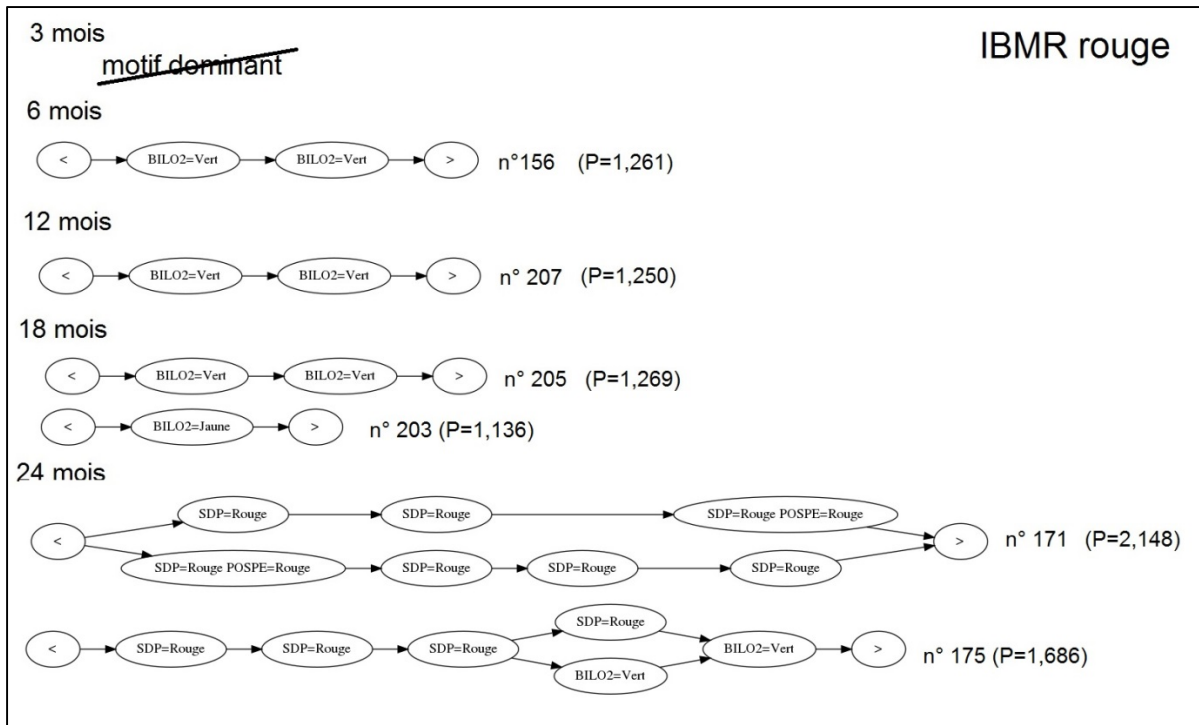 3 mois
IBMR rouge
motif dominant
6 mois
< BILO2=Vert BILO2=Vert > n°156 (P=1,261)
12 mois
< BILO2=Vert BILO2=Vert > n° 207 (P=1,250)
18 mois
< BILO2=Vert BILO2=Vert > n° 205 (P=1,269)
< BILO2=Jaune > n° 203 (P=1,136)
24 mois
SDP=Rouge SDP=Rouge SDP=Rouge POSPE=Rouge
< > n° 171 (P=2,148)
SDP=Rouge POSPE=Rouge SDP=Rouge SDP=Rouge SDP=Rouge
SDP=Rouge
< SDP=Rouge SDP=Rouge SDP=Rouge BILO2=Vert > n° 175 (P=1,686)
BILO2=Vert